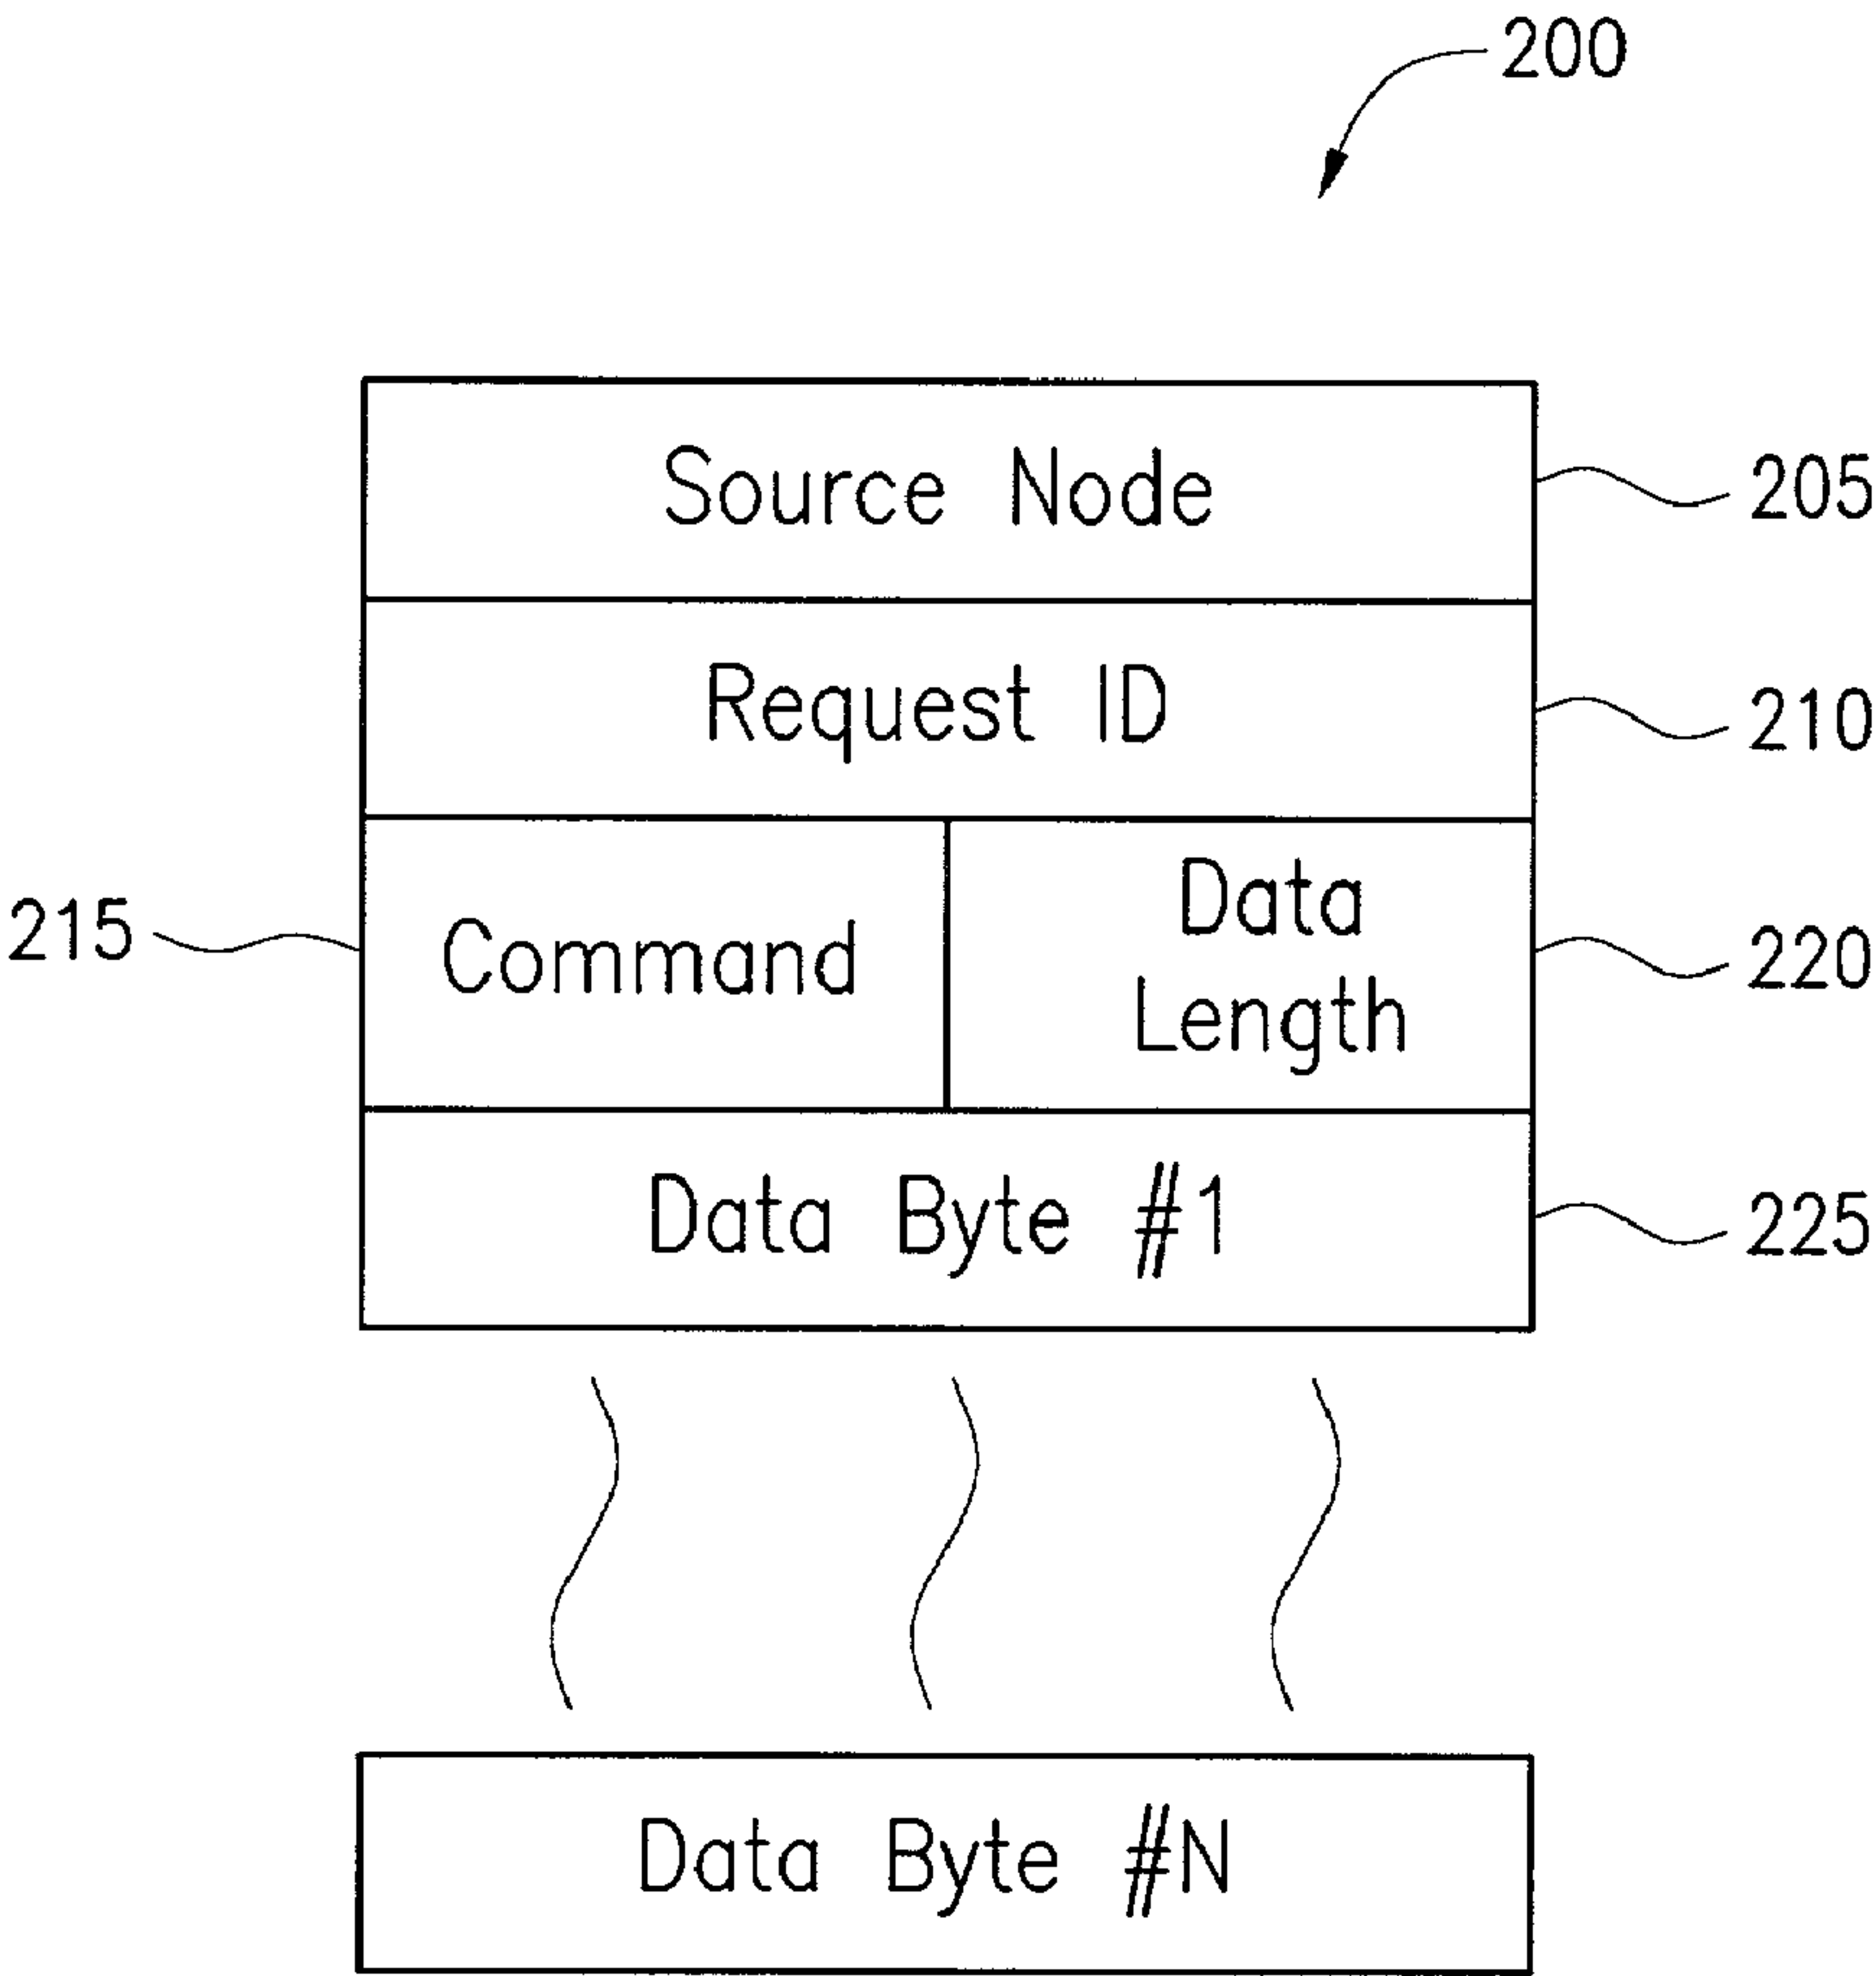 200
Source Node
205
Request ID
210
215
Command
Data
Length
220
Data Byte #1
225
Data Byte #N